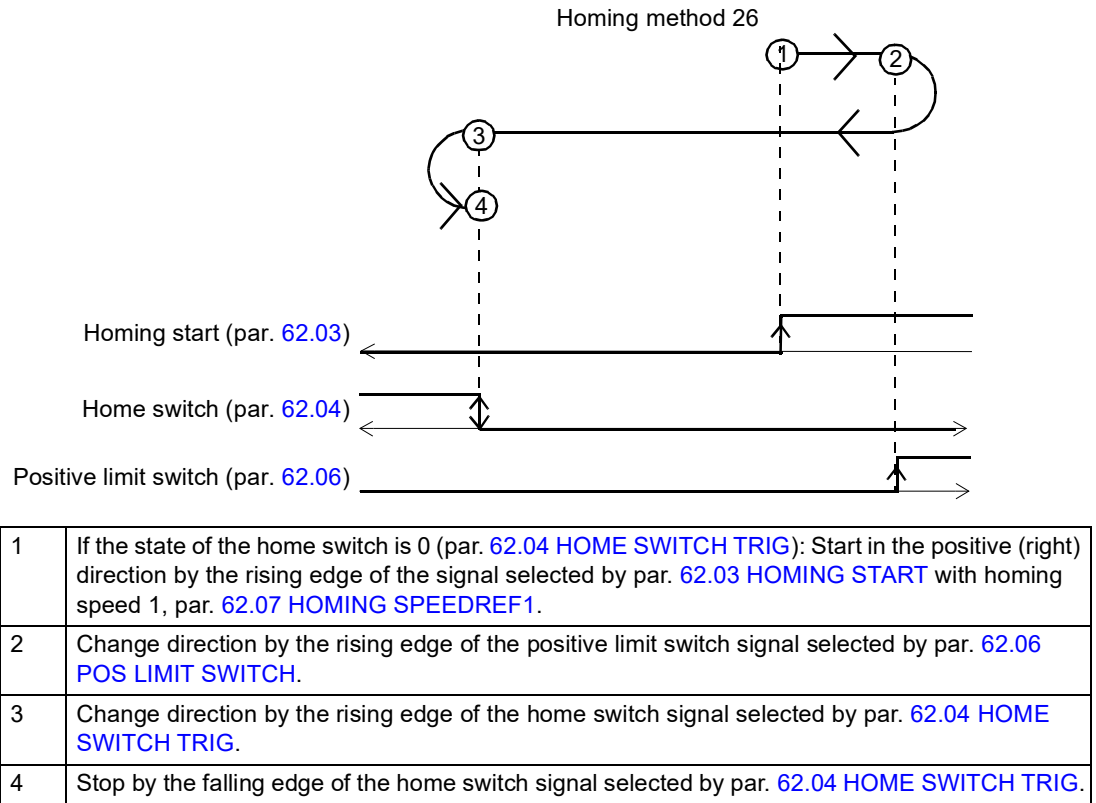 Homing method 26
1
2
3
4
Homing start (par. 62.03)
Home switch (par. 62.04)
Positive limit switch (par. 62.06)
1 If the state of the home switch is 0 (par. 62.04 HOME SWITCH TRIG): Start in the positive (right)
direction by the rising edge of the signal selected by par. 62.03 HOMING START with homing
speed 1, par. 62.07 HOMING SPEEDREF1.
2 Change direction by the rising edge of the positive limit switch signal selected by par. 62.06
POS LIMIT SWITCH.
3 Change direction by the rising edge of the home switch signal selected by par. 62.04 HOME
SWITCH TRIG.
4 Stop by the falling edge of the home switch signal selected by par. 62.04 HOME SWITCH TRIG.